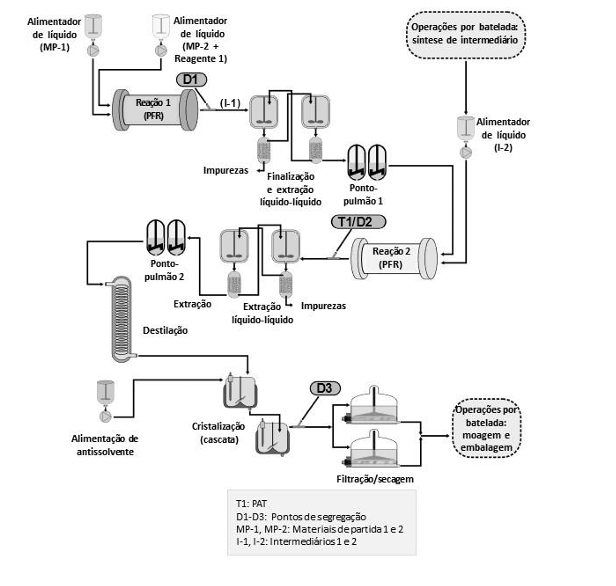 Alimentador
de líquido
(MP-1)
Alimentador
de líquido
(MP-2 +
Reagente 1)
Operações por batelada:
síntese de intermediário
D1
(I-1)
Reação 1
(PFR)
Alimentador
de líquido
(I-2)
Impurezas
Finalização
e extração
líquido-líquido
Ponto-
pulmão 1
T1/D2
Reação 2
(PFR)
Ponto-
pulmão 2
Extração
Extração
líquido-líquido
Impurezas
Destilação
D3
Alimentação de
antissolvente
Cristalização
(cascata)
Filtração/secagem
Operações por
batelada:
moagem e
embalagem
T1: PAT
D1-D3: Pontos de segregação
MP-1, MP-2: Materiais de partida 1 e 2
I-1, I-2: Intermediários 1 e 2